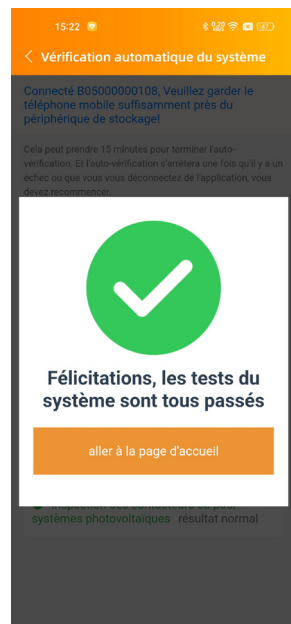 15:22
Vérification automatique du système
Connecté B05000000108, Veuillez garder le
téléphone mobile suffisamment près du
périphérique de stockage!
Cela peut prendre 15 minutes pour terminer l'auto-
vérification. Et l'auto-vérification s'arrêtera une fois qu'il y a un
échec ou que vous vous déconnectez de l'application, vous
devez recommencer.
Félicitations, les tests du
système sont tous passés
aller à la page d'accueil
systèmes photovoltaïques résultat normal